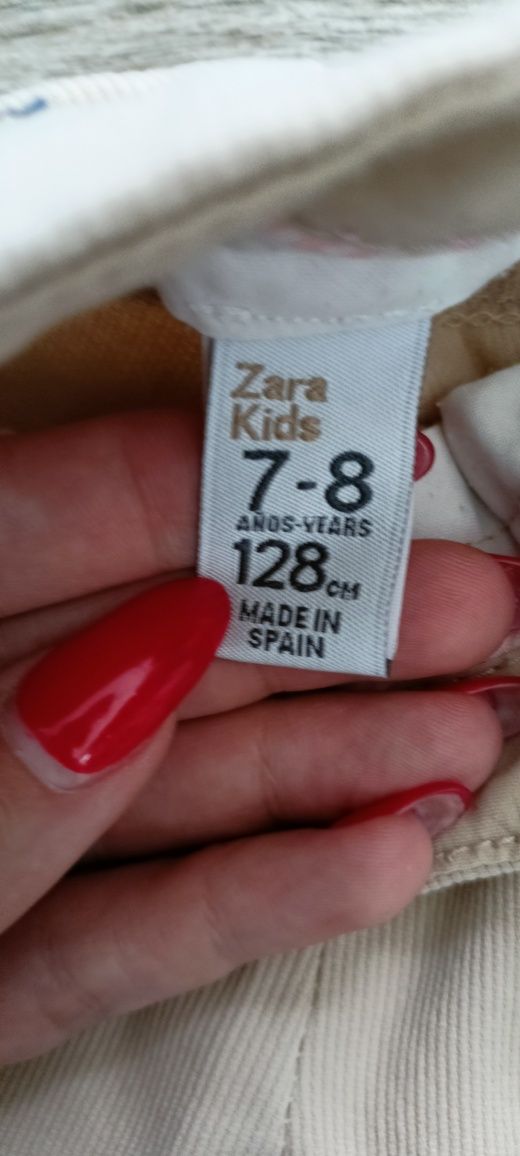 Zara
Kids
7-8
AÑOS-YEARS
128CM
MADE IN
SPAIN